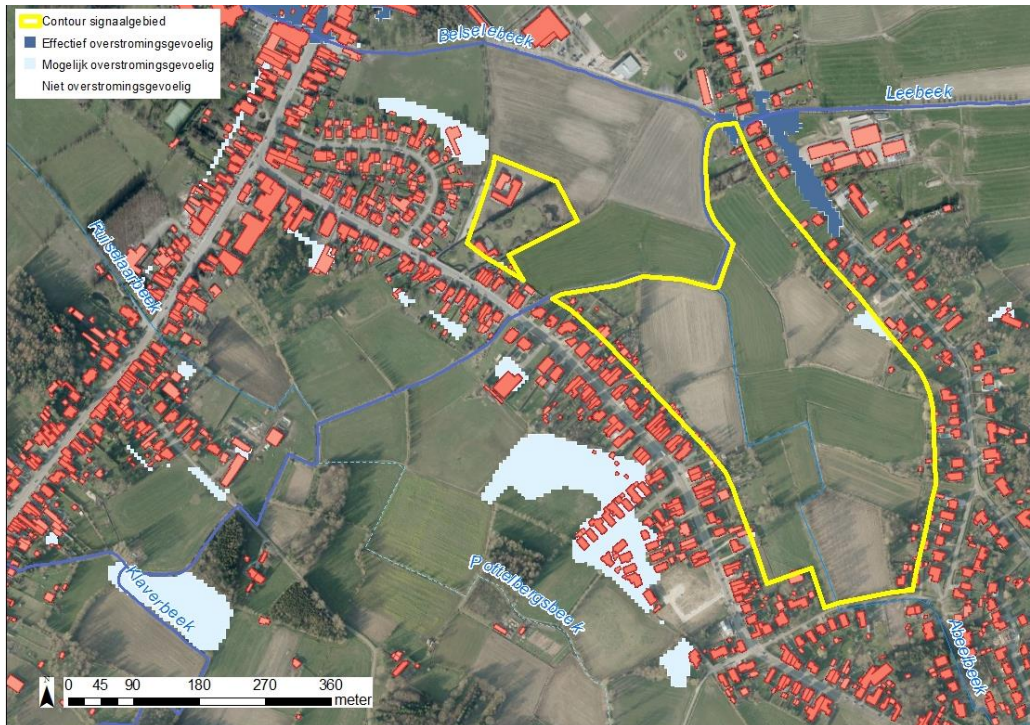 Contour signaalgebied
Effectief overstromingsgevoelig
Mogelijk overstromingsgevoelig
Niet overstromingsgevoelig
Belselebeek
Leebeek
Ruiselaarbeek
Klaverbeek
Pottelbergsbeek
Abeelbeek
N
0 45 90 180 270 360
meter